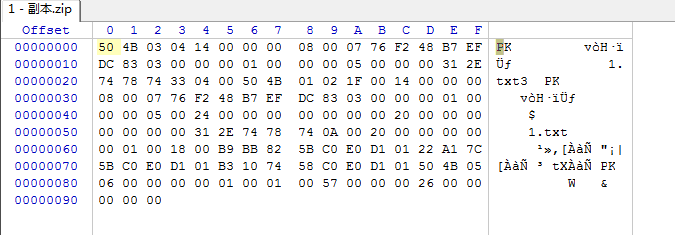 1 - 副本.zip
Offset 0 1 2 3 4 5 6 7 8 9 A B C D E F
00000000 50 4B 03 04 14 00 00 00 08 00 07 76 F2 48 B7 EF PK vòH·ï
00000010 DC 83 03 00 00 00 01 00 00 00 05 00 00 00 31 2E Üƒ 1.
00000020 74 78 74 33 04 00 50 4B 01 02 1F 00 14 00 00 00 txt3 PK
00000030 08 00 07 76 F2 48 B7 EF DC 83 03 00 00 00 01 00 vòH·ïÜƒ
00000040 00 00 05 00 24 00 00 00 00 00 00 00 20 00 00 00 $
00000050 00 00 00 00 31 2E 74 78 74 0A 00 20 00 00 00 00 1.txt
00000060 00 01 00 18 00 B9 BB 82 5B C0 E0 D1 01 22 A1 7C ¹»‚[ÀàÑ "¡|
00000070 5B C0 E0 D1 01 B3 10 74 58 C0 E0 D1 01 50 4B 05 [ÀàÑ ³ tXÀàÑ PK
00000080 06 00 00 00 00 01 00 01 00 57 00 00 00 26 00 00 W &
00000090 00 00 00